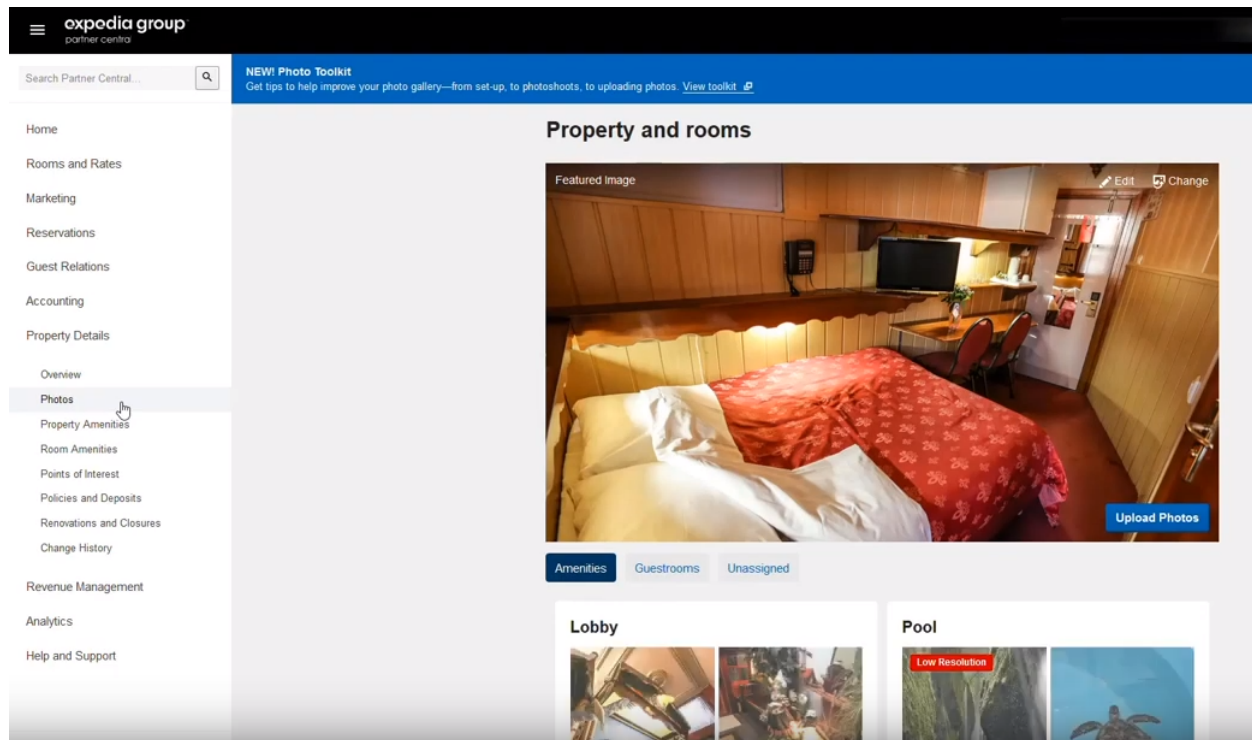 expedia group
partner central
Search Partner Central...
NEW! Photo Toolkit
Get tips to help improve your photo gallery—from set-up, to photoshoots, to uploading photos. View toolkit
Home
Rooms and Rates
Marketing
Reservations
Guest Relations
Accounting
Property Details
Overview
Photos
Property Amenities
Room Amenities
Points of Interest
Policies and Deposits
Renovations and Closures
Change History
Revenue Management
Analytics
Help and Support
Property and rooms
Featured Image
Edit
Change
Upload Photos
Amenities
Guestrooms
Unassigned
Lobby
Pool
Low Resolution